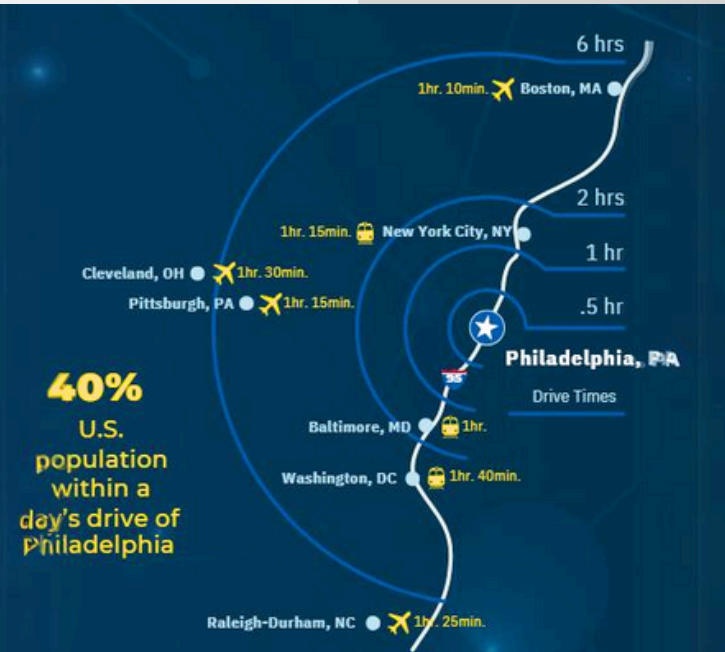 6 hrs
1hr. 10min. Boston, MA
2 hrs
1hr. 15min. New York City, NY
1 hr
Cleveland, OH 1hr. 30min.
Pittsburgh, PA 1hr. 15min.
.5 hr
Philadelphia, PA
95
Drive Times
40%
U.S.
population
within a
day's drive of
Philadelphia
Baltimore, MD 1hr.
Washington, DC 1hr. 40min.
Raleigh-Durham, NC 1hr. 25min.